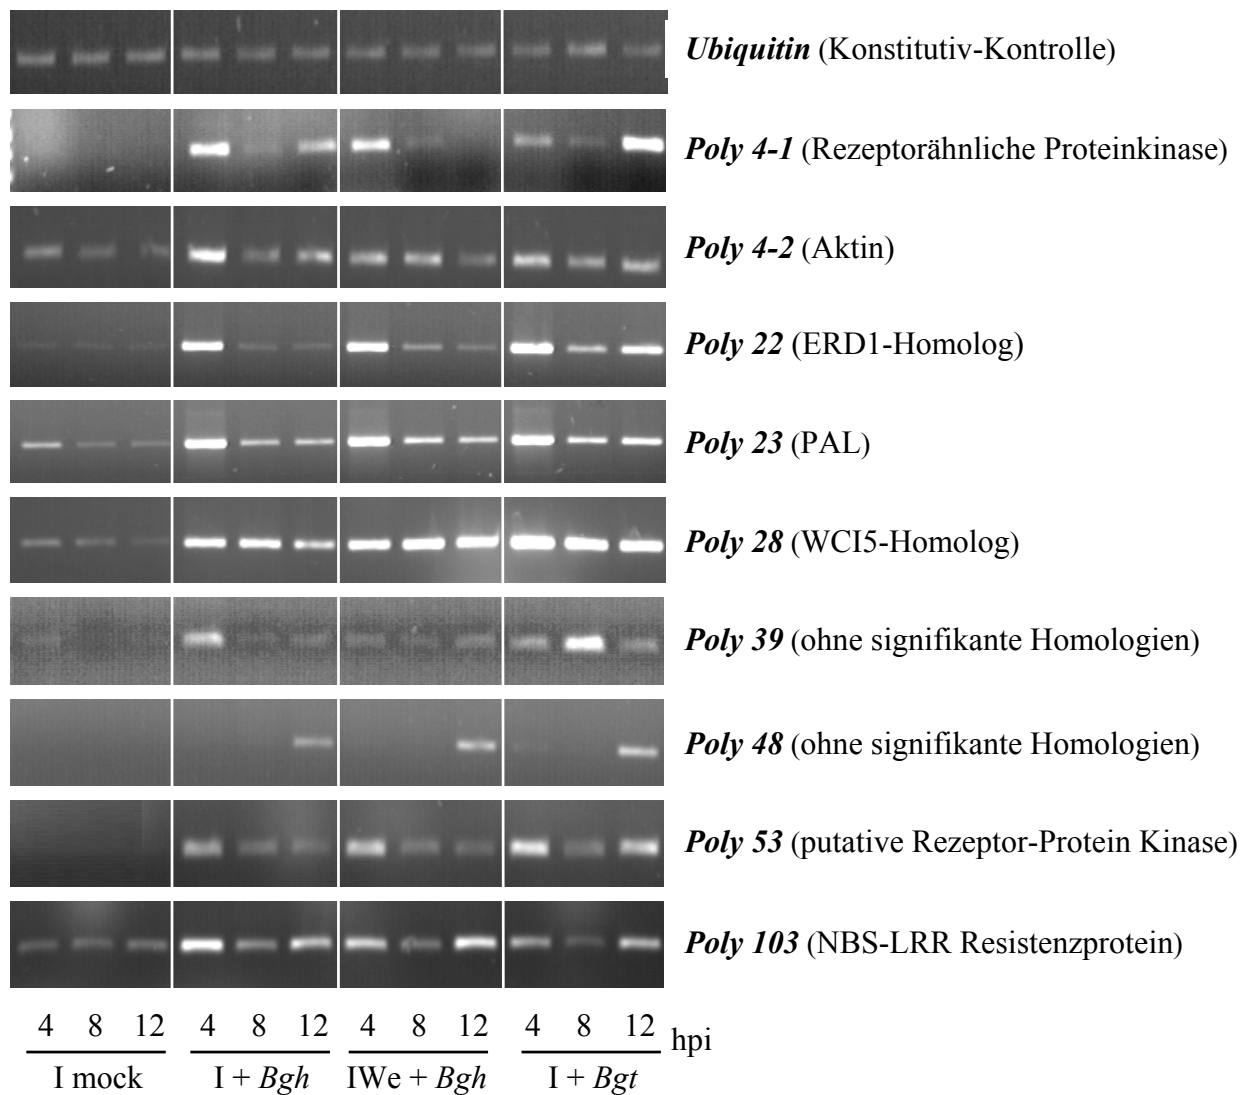 Ubiquitin (Konstitutiv-Kontrolle)
Poly 4-1 (Rezeptorähnliche Proteinkinase)
Poly 4-2 (Aktin)
Poly 22 (ERD1-Homolog)
Poly 23 (PAL)
Poly 28 (WCI5-Homolog)
Poly 39 (ohne signifikante Homologien)
Poly 48 (ohne signifikante Homologien)
Poly 53 (putative Rezeptor-Protein Kinase)
Poly 103 (NBS-LRR Resistenzprotein)
4 8 12 4 8 12 4 8 12 4 8 12 hpi
I mock I + Bgh IWe + Bgh I + Bgt